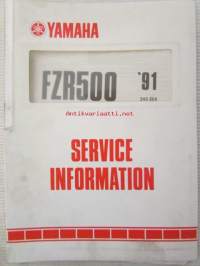 YAMAHA
FZR500 '91
SERVICE
INFORMATION